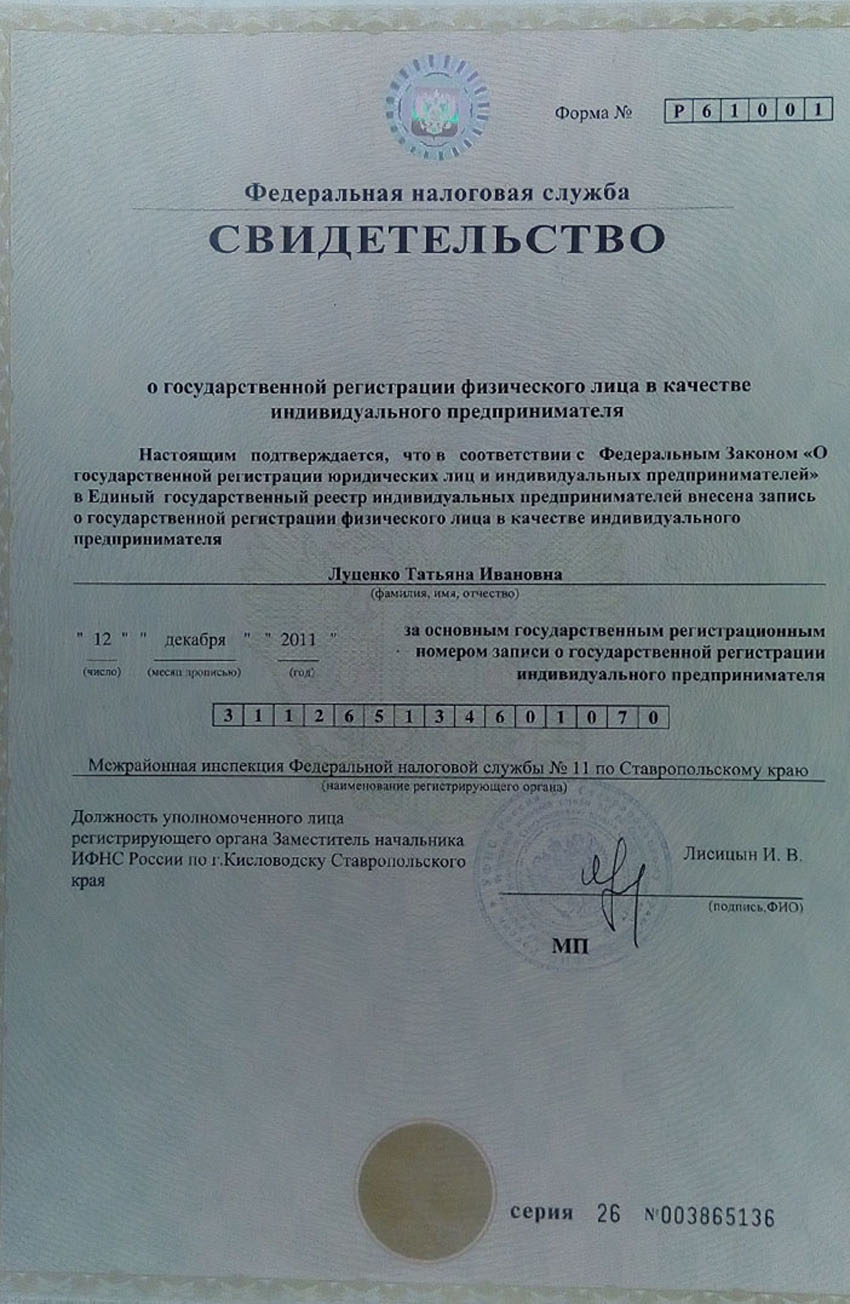 Форма № Р 6 1 0 0 1
Федеральная налоговая служба
СВИДЕТЕЛЬСТВО
о государственной регистрации физического лица в качестве
индивидуального предпринимателя
Настоящим подтверждается, что в соответствии с Федеральным Законом «О
государственной регистрации юридических лиц и индивидуальных предпринимателей»
в Единый государственный реестр индивидуальных предпринимателей внесена запись
о государственной регистрации физического лица в качестве индивидуального
предпринимателя
Луценко Татьяна Ивановна
(фамилия, имя, отчество)
" 12 " " декабря " " 2011 "
(число) (месяц прописью) (год)
за основным государственным регистрационным
номером записи о государственной регистрации
индивидуального предпринимателя
3 1 1 2 6 5 1 3 4 6 0 1 0 7 0
Межрайонная инспекция Федеральной налоговой службы № 11 по Ставропольскому краю
(наименование регистрирующего органа)
Должность уполномоченного лица
регистрирующего органа Заместитель начальника
ИФНС России по г.Кисловодску Ставропольского
края
Лисицын И. В.
(подпись,ФИО)
МП
серия 26 №003865136